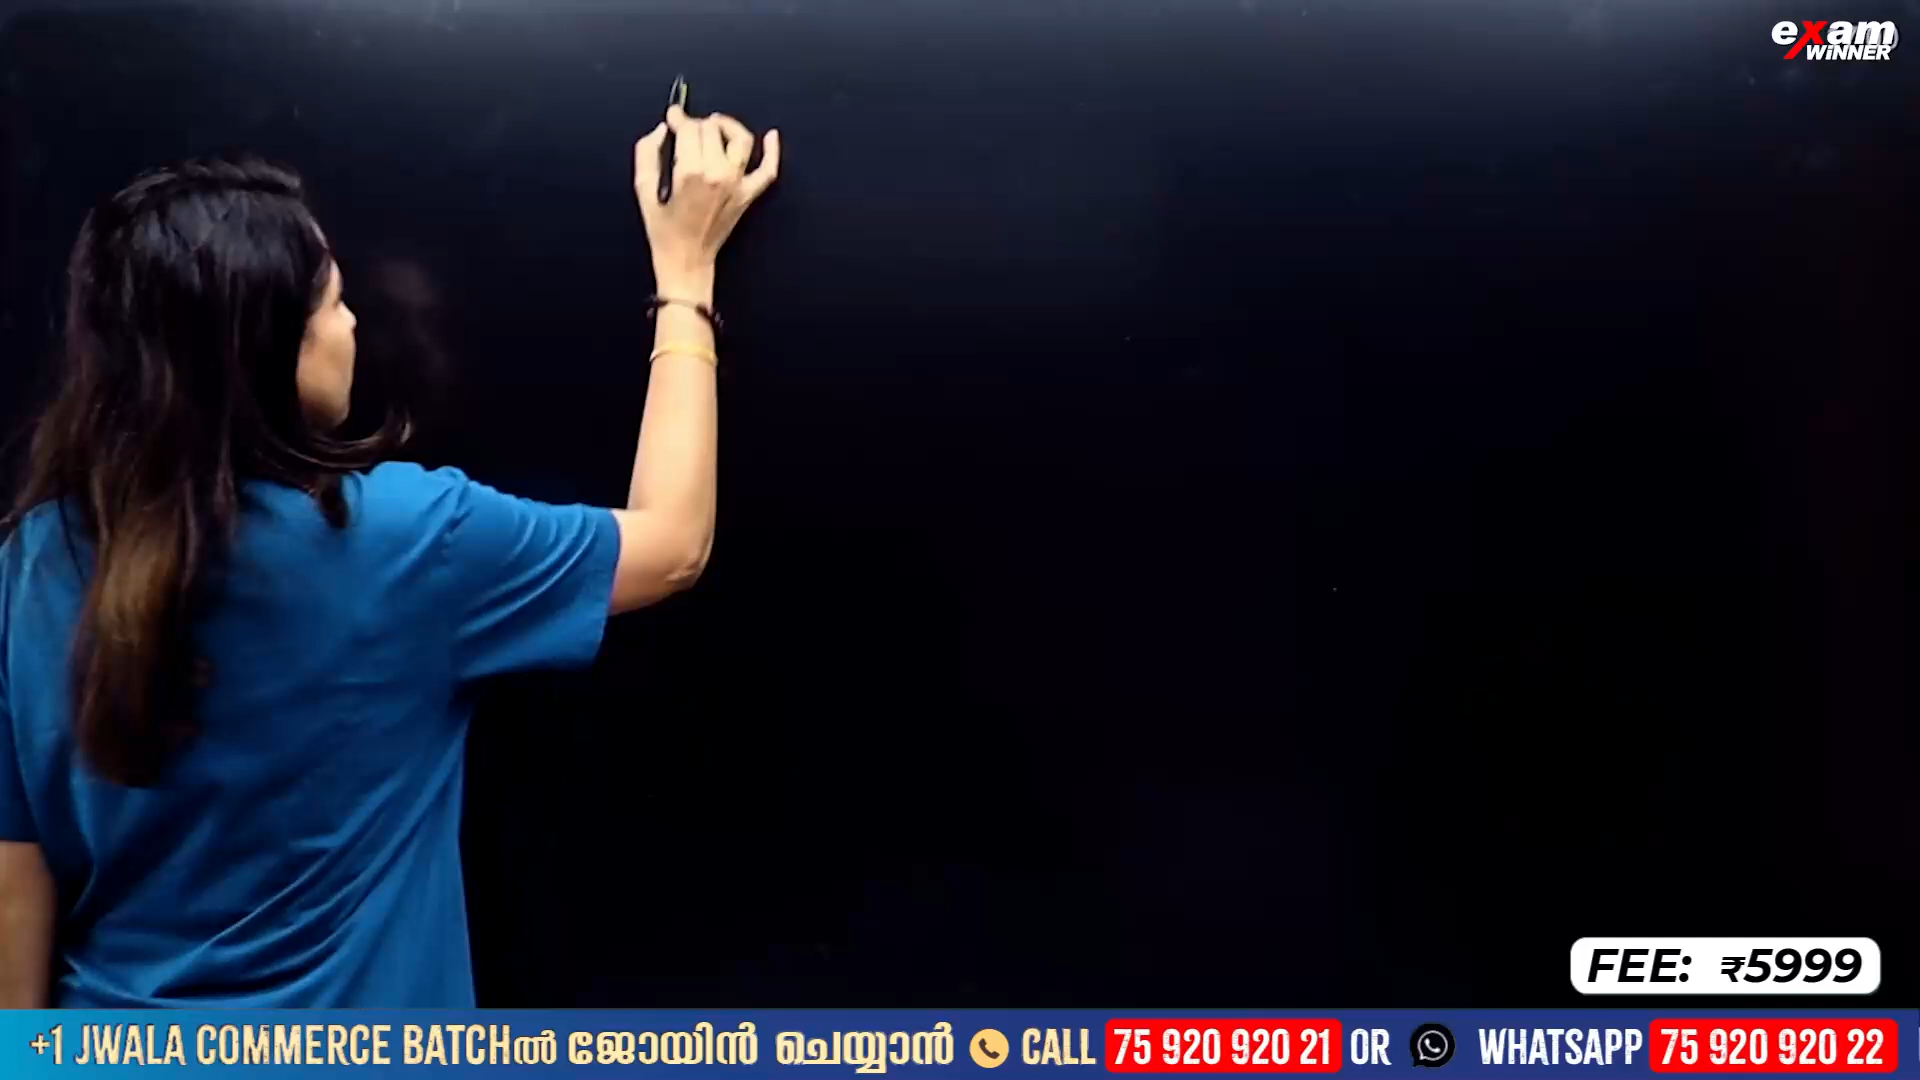 exam
WINNER
FEE: ₹5999
+1 JWALA COMMERCE BATCHൽ ജോയിൻ ചെയ്യാൻ CALL 75 920 920 21 OR WHATSAPP 75 920 920 22